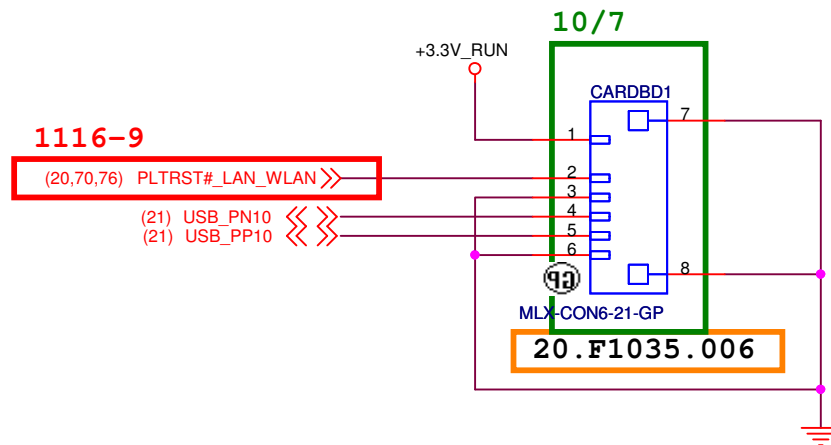 10/7
+3.3V_RUN
CARDBD1
1116-9
(20,70,76) PLTRST#_LAN_WLAN
(21) USB_PN10
(21) USB_PP10
1
2
3
4
5
6
7
8
GP
MLX-CON6-21-GP
20.F1035.006